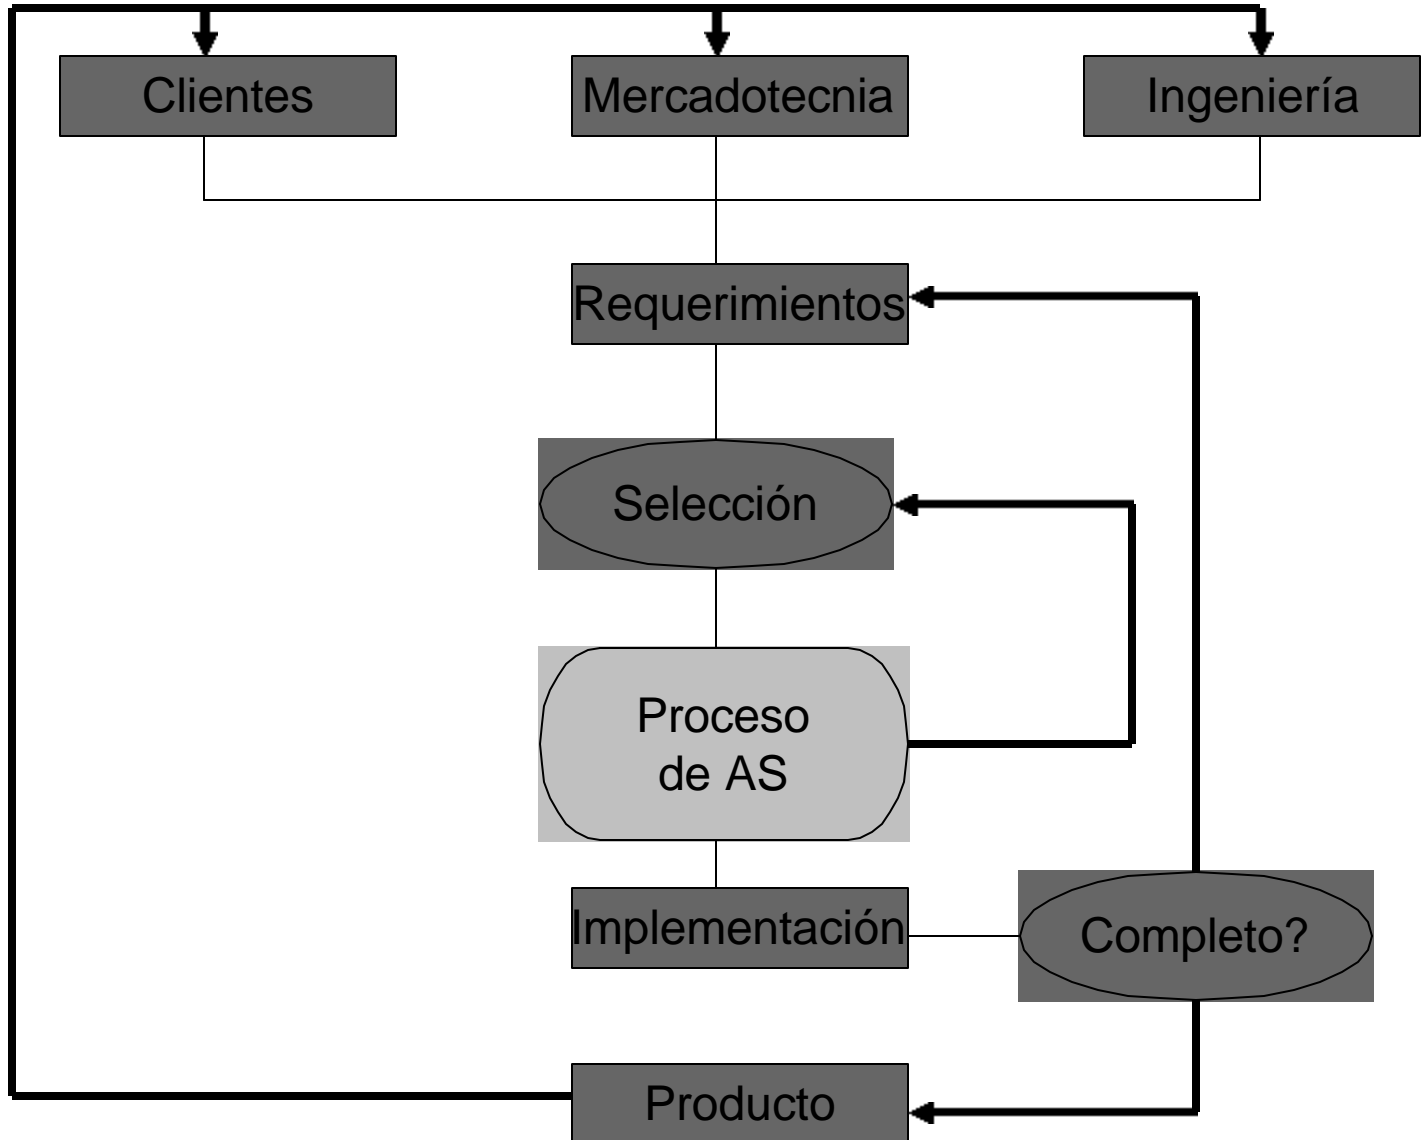 Clientes
Mercadotecnia
Ingeniería
Requerimientos
Selección
Proceso
de AS
Implementación
Completo?
Producto